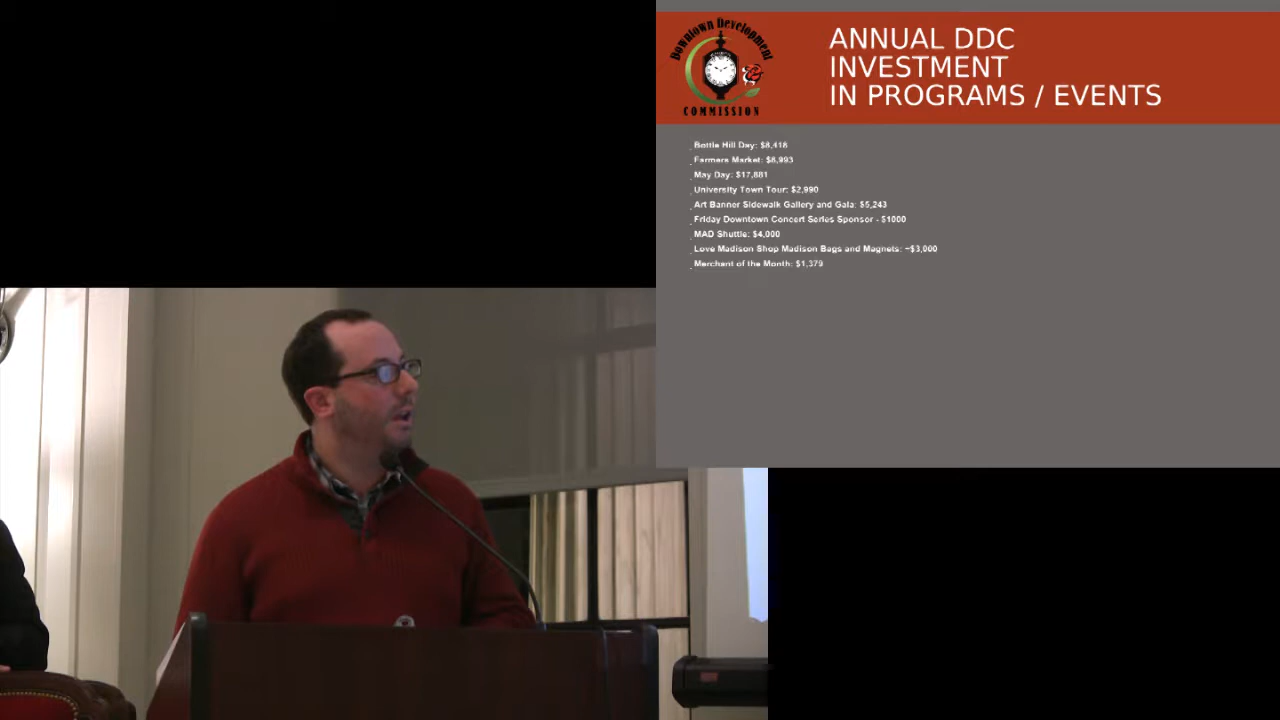 Downtown Development
COMMISSION
ANNUAL DDC
INVESTMENT
IN PROGRAMS / EVENTS
Bottle Hill Day: $8,418
Farmers Market: $6,993
May Day: $17,881
University Town Tour: $2,990
Art Banner Sidewalk Gallery and Gala: $5,243
Friday Downtown Concert Series Sponsor - $1000
MAD Shuttle: $4,000
Love Madison Shop Madison Bags and Magnets: ~$3,000
Merchant of the Month: $1,379